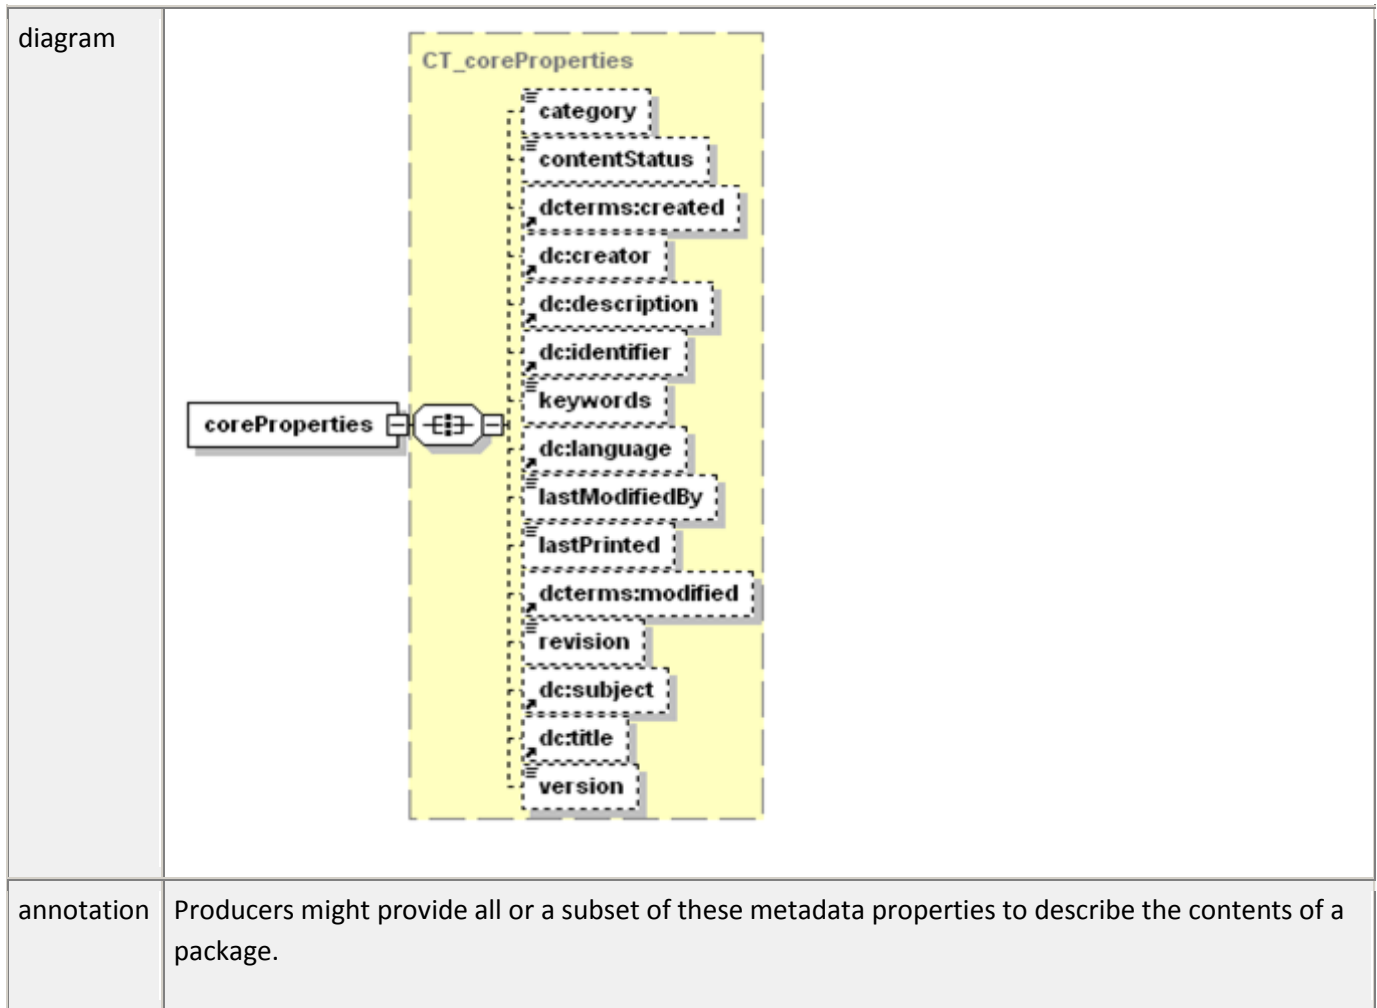 diagram
CT_coreProperties
category
contentStatus
dcterms:created
dc:creator
dc:description
dc:identifier
keywords
coreProperties
dc:language
lastModifiedBy
lastPrinted
dcterms:modified
revision
dc:subject
dc:title
version
annotation
Producers might provide all or a subset of these metadata properties to describe the contents of a
package.